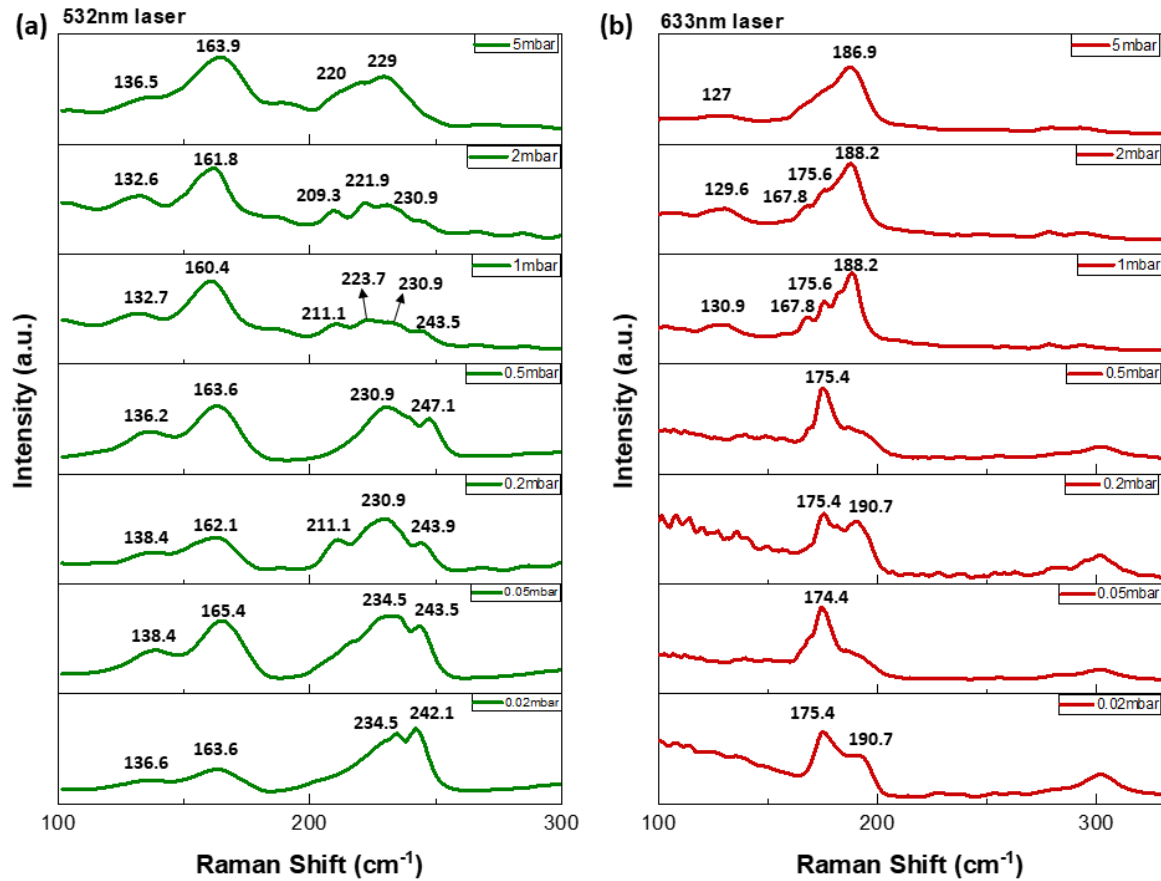 (a) 532nm laser
5mbar
136.5 163.9 220 229
2mbar
132.6 161.8 209.3 221.9 230.9
1mbar
132.7 160.4 211.1 223.7 230.9 243.5
0.5mbar
136.2 163.6 230.9 247.1
0.2mbar
138.4 162.1 211.1 230.9 243.9
0.05mbar
138.4 165.4 234.5 243.5
0.02mbar
136.6 163.6 234.5 242.1
100 200 300
Raman Shift (cm⁻¹)
Intensity (a.u.)
(b) 633nm laser
5mbar
127 186.9
2mbar
129.6 167.8 175.6 188.2
1mbar
130.9 167.8 175.6 188.2
0.5mbar
175.4
0.2mbar
175.4 190.7
0.05mbar
174.4
0.02mbar
175.4 190.7
100 200 300
Raman Shift (cm⁻¹)
Intensity (a.u.)